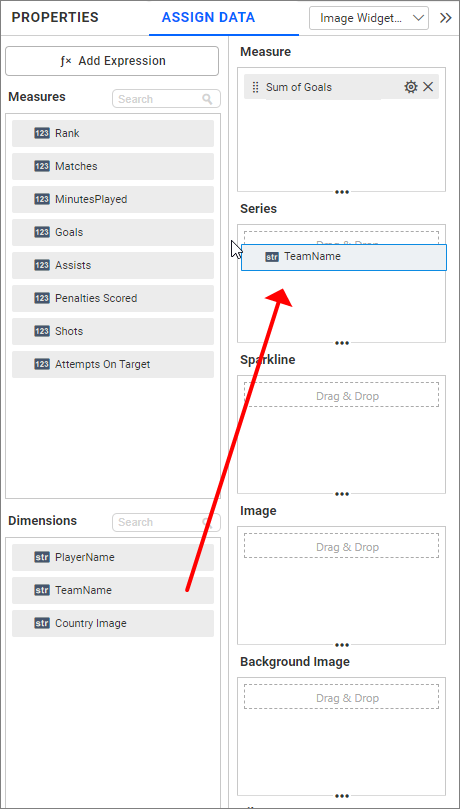 PROPERTIES
ASSIGN DATA
Image Widget...
ƒx Add Expression
Measures
Search
123 Rank
123 Matches
123 MinutesPlayed
123 Goals
123 Assists
123 Penalties Scored
123 Shots
123 Attempts On Target
Dimensions
Search
str PlayerName
str TeamName
str Country Image
Measure
Sum of Goals
Series
Drag & Drop
str TeamName
Sparkline
Drag & Drop
Image
Drag & Drop
Background Image
Drag & Drop